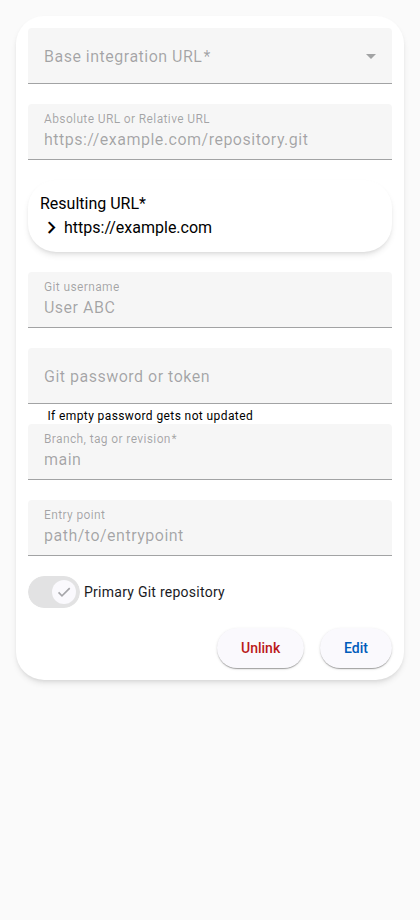 Base integration URL*
Absolute URL or Relative URL
https://example.com/repository.git
Resulting URL*
https://example.com
Git username
User ABC
Git password or token
If empty password gets not updated
Branch, tag or revision*
main
Entry point
path/to/entrypoint
Primary Git repository
Unlink Edit